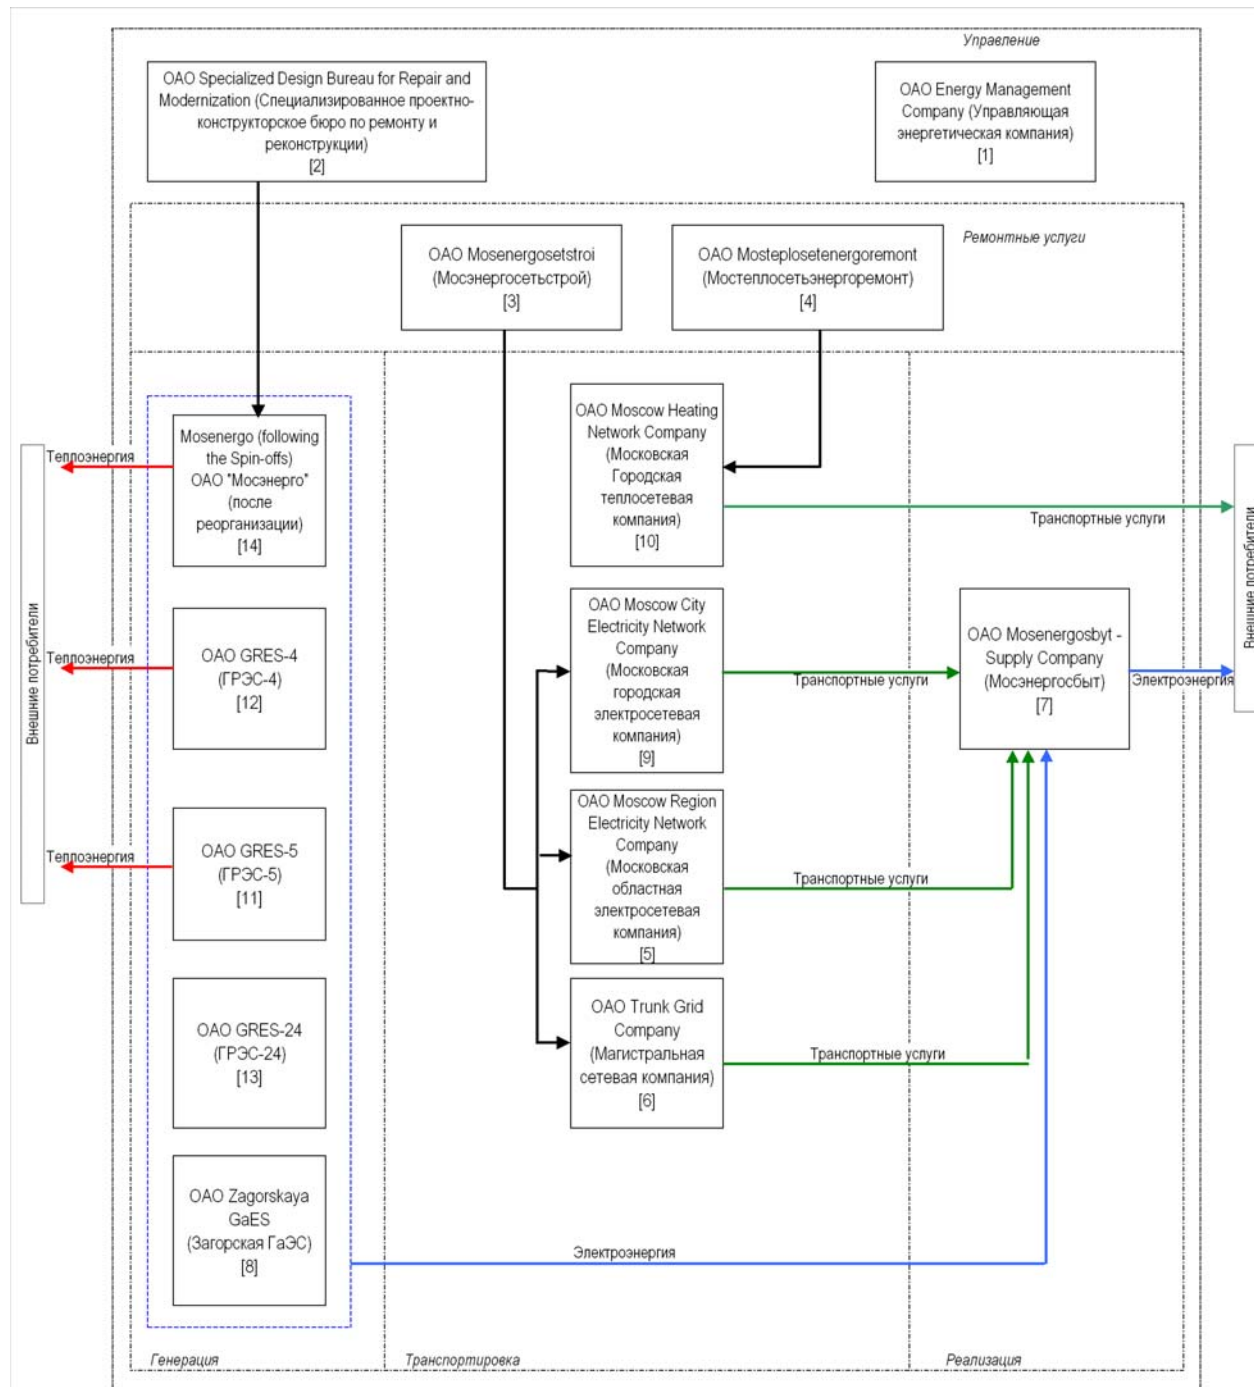 Управление
OAO Specialized Design Bureau for Repair and
Modernization (Специализированное проектно-
конструкторское бюро по ремонту и
реконструкции)
[2]
OAO Energy Management
Company (Управляющая
энергетическая компания)
[1]
Ремонтные услуги
OAO Mosenergosetstroi
(Мосэнергосетьстрой)
[3]
OAO Mosteplosetenergoremont
(Мостеплосетьэнергоремонт)
[4]
Внешние потребители
Теплоэнергия
Mosenergo (following
the Spin-offs)
ОАО "Мосэнерго"
(после
реорганизации)
[14]
OAO Moscow Heating
Network Company
(Московская
Городская
теплосетевая
компания)
[10]
Транспортные услуги
Внешние потребители
Теплоэнергия
OAO GRES-4
(ГРЭС-4)
[12]
OAO Moscow City
Electricity Network
Company
(Московская
городская
электросетевая
компания)
[9]
Транспортные услуги
OAO Mosenergosbyt -
Supply Company
(Мосэнергосбыт)
[7]
Электроэнергия
Теплоэнергия
OAO GRES-5
(ГРЭС-5)
[11]
OAO Moscow Region
Electricity Network
Company
(Московская
областная
электросетевая
компания)
[5]
Транспортные услуги
OAO GRES-24
(ГРЭС-24)
[13]
OAO Trunk Grid
Company
(Магистральная
сетевая компания)
[6]
Транспортные услуги
OAO Zagorskaya
GaES
(Загорская ГаЭС)
[8]
Электроэнергия
Генерация
Транспортировка
Реализация